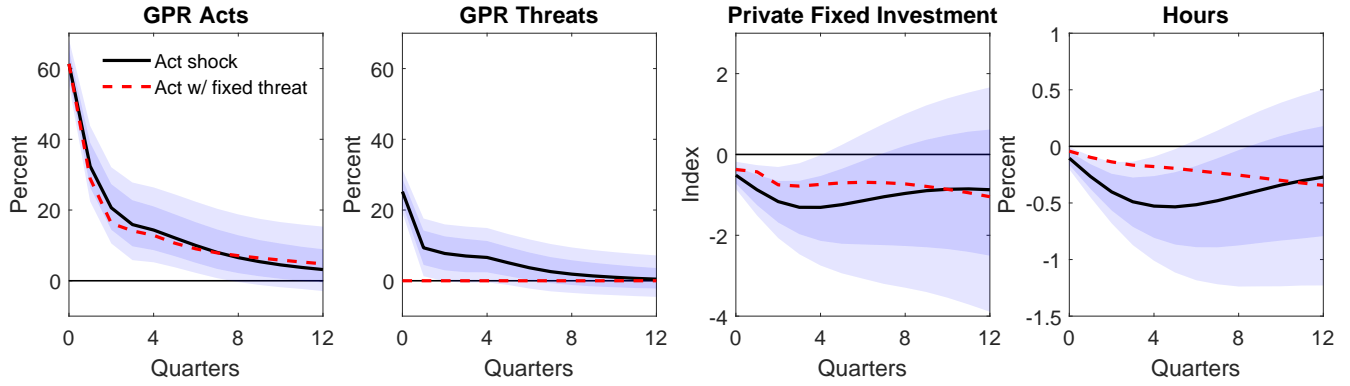 GPR Acts
GPR Threats
Private Fixed Investment
Hours
Act shock
Act w/ fixed threat
Percent
60
40
20
0
0
4
8
12
Quarters
Percent
60
40
20
0
0
4
8
12
Quarters
Index
2
0
-2
-4
0
4
8
12
Quarters
Percent
1
0.5
0
-0.5
-1
-1.5
0
4
8
12
Quarters